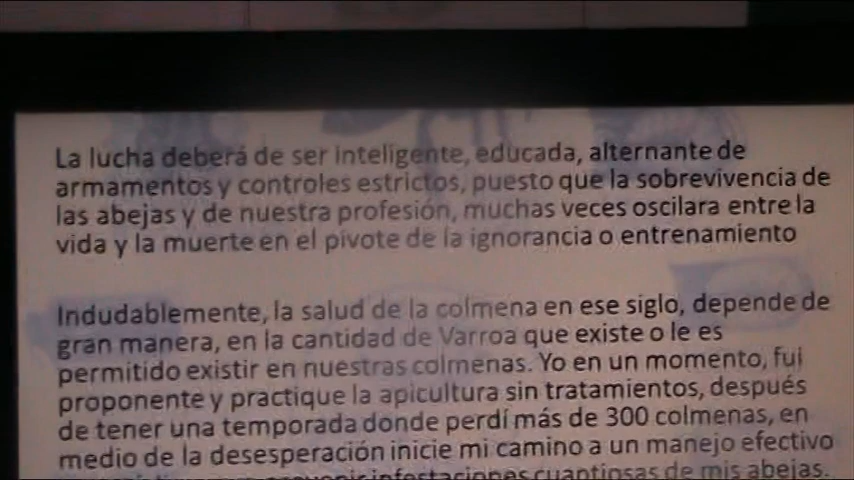 La lucha deberá de ser inteligente, educada, alternante de
armamentos y controles estrictos, puesto que la sobrevivencia de
las abejas y de nuestra profesión, muchas veces oscilara entre la
vida y la muerte en el pivote de la ignorancia o entrenamiento
Indudablemente, la salud de la colmena en ese siglo, depende de
gran manera, en la cantidad de Varroa que existe o le es
permitido existir en nuestras colmenas. Yo en un momento, fui
proponente y practique la apicultura sin tratamientos, después
de tener una temporada donde perdí más de 300 colmenas, en
medio de la desesperación inicie mi camino a un manejo efectivo
infestaciones cuantiosas de mis abejas.